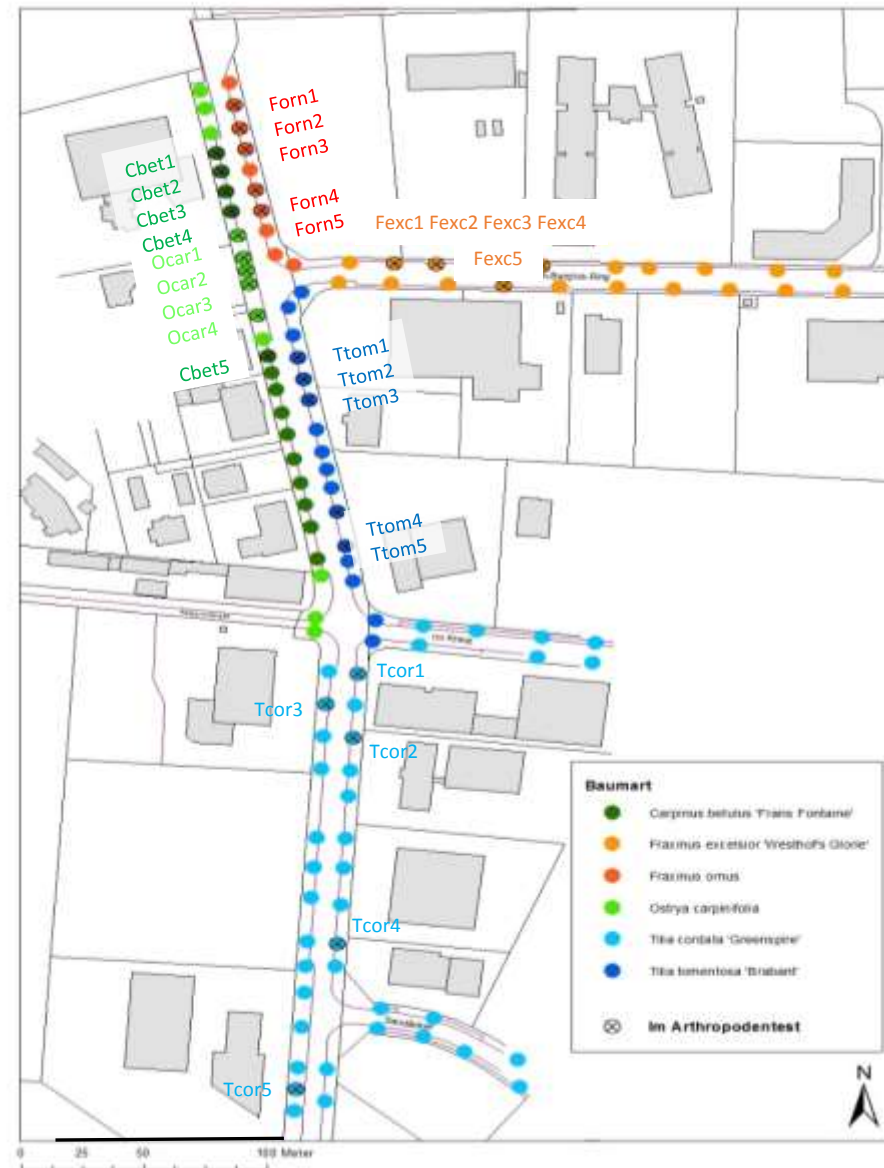 Forn1
Forn2
Forn3
Cbet1
Cbet2
Cbet3
Cbet4
Forn4
Forn5
Fexc1 Fexc2 Fexc3 Fexc4
Fexc5
Ocar1
Ocar2
Ocar3
Ocar4
Cbet5
Ttom1
Ttom2
Ttom3
Ttom4
Ttom5
Tcor1
Tcor3
Tcor2
Tcor4
Tcor5
Baumart
Carpinus betulus 'Frans Fontaine'
Fraxinus excelsior 'Westhof's Glorie'
Fraxinus ornus
Ostrya carpinifolia
Tilia cordata 'Greenspire'
Tilia tomentosa 'Brabant'
Im Arthropodentest
N
0 25 50 100 Meter